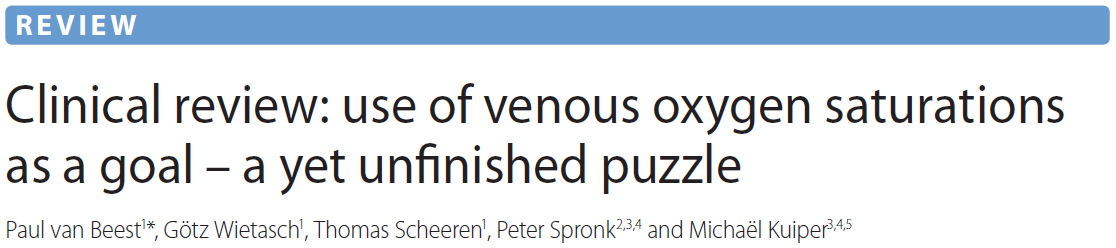 REVIEW
Clinical review: use of venous oxygen saturations
as a goal – a yet unfinished puzzle
Paul van Beest1*, Götz Wietasch1, Thomas Scheeren1, Peter Spronk2,3,4 and Michaël Kuiper3,4,5